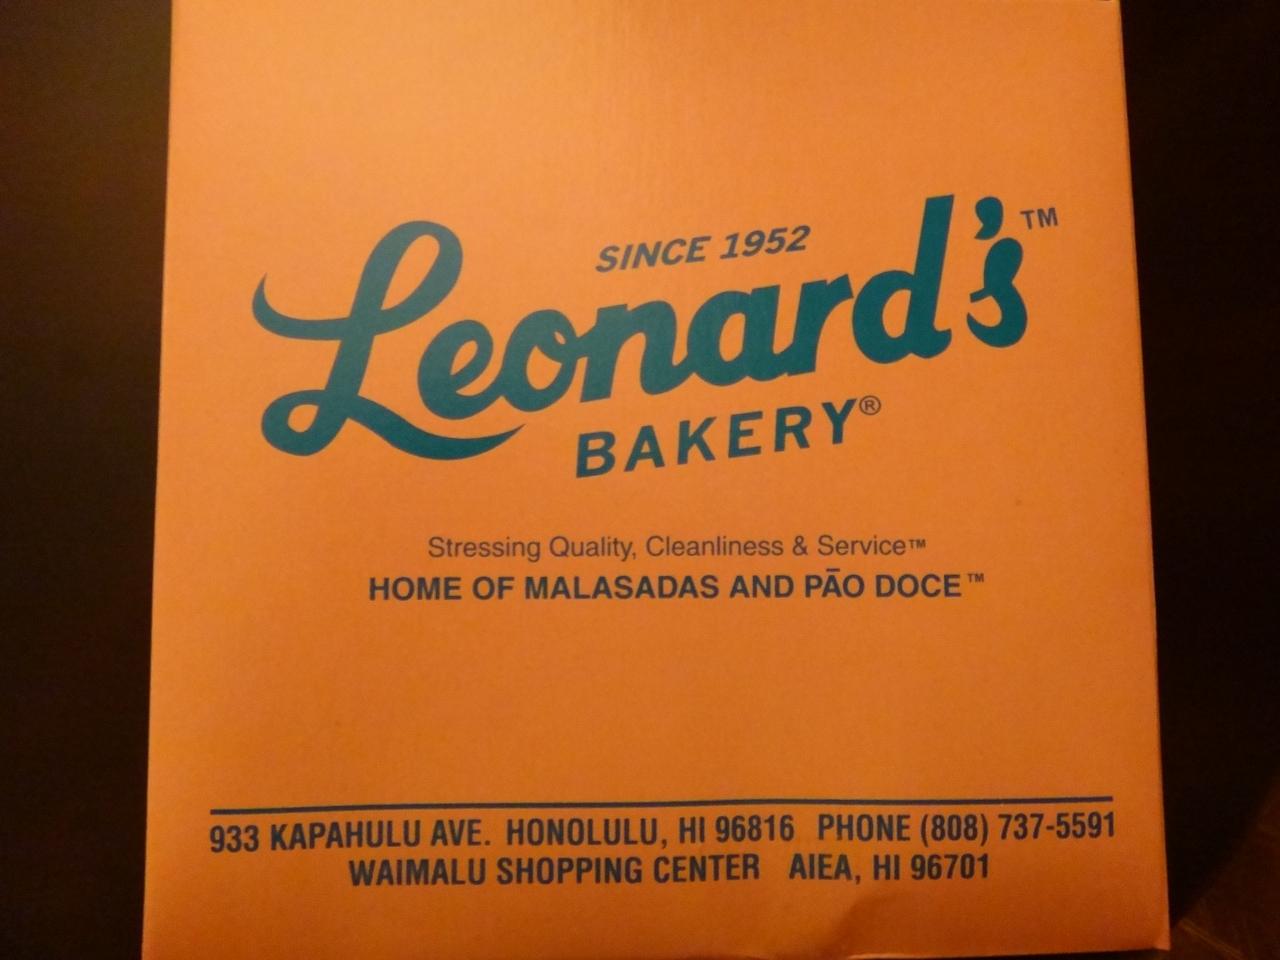 SINCE 1952
Leonard's™
BAKERY®
Stressing Quality, Cleanliness & Service™
HOME OF MALASADAS AND PĀO DOCE™
933 KAPAHULU AVE. HONOLULU, HI 96816 PHONE (808) 737-5591
WAIMALU SHOPPING CENTER AIEA, HI 96701